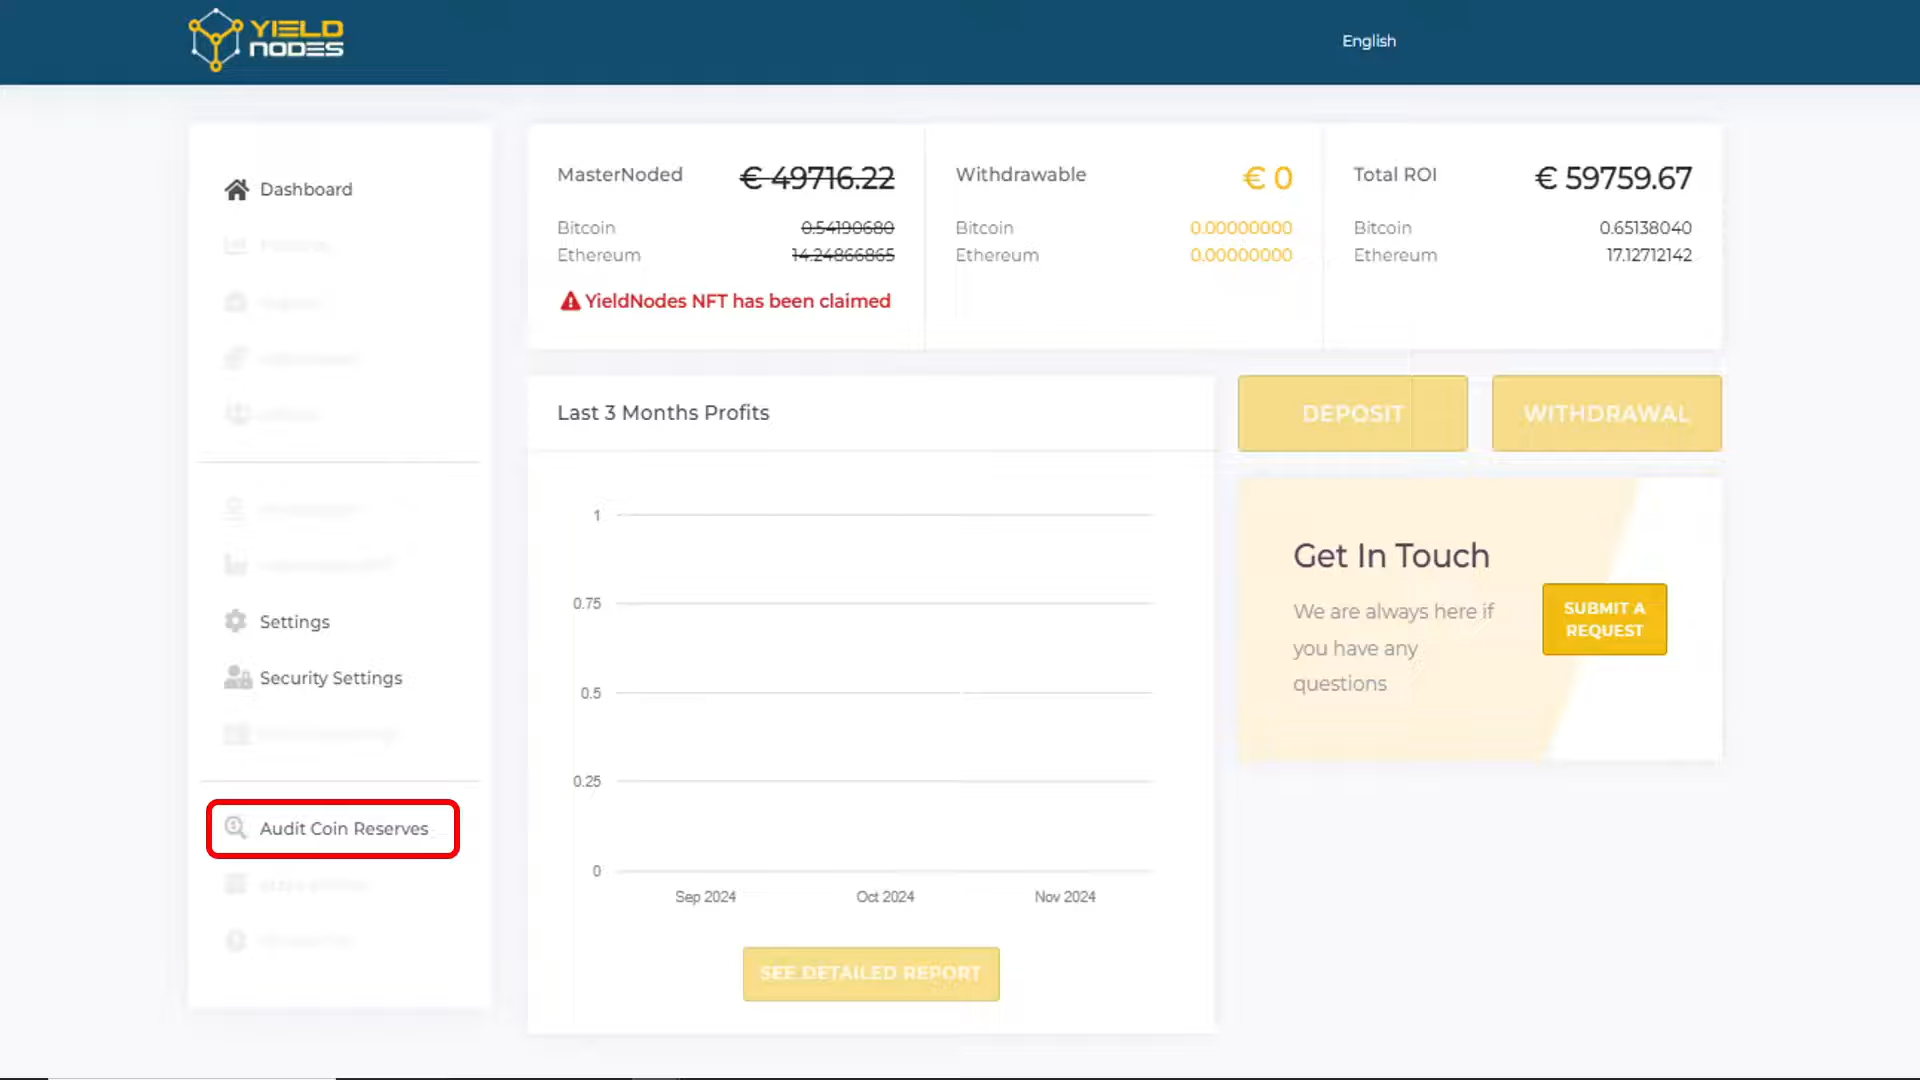 YIELD
NODES
English
Dashboard
Settings
Security Settings
Audit Coin Reserves
MasterNoded € 49716.22
Bitcoin 0.54190680
Ethereum 14.24866865
YieldNodes NFT has been claimed
Withdrawable € 0
Bitcoin 0.00000000
Ethereum 0.00000000
Total ROI € 59759.67
Bitcoin 0.65138040
Ethereum 17.12712142
Last 3 Months Profits
1
0.75
0.5
0.25
0
Sep 2024 Oct 2024 Nov 2024
SEE DETAILED REPORT
DEPOSIT
WITHDRAWAL
Get In Touch
We are always here if
you have any
questions
SUBMIT A
REQUEST